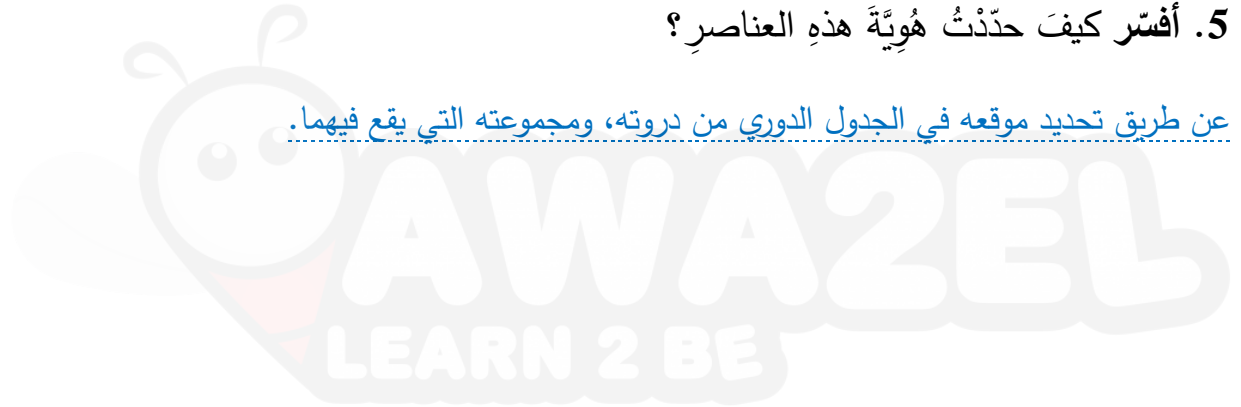 5. أفسّر كيفَ حدّدْتُ هُوِيَّةَ هذهِ العناصرِ؟
عن طريق تحديد موقعه في الجدول الدوري من دروته، ومجموعته التي يقع فيهما.
AWA2EL
LEARN 2 BE